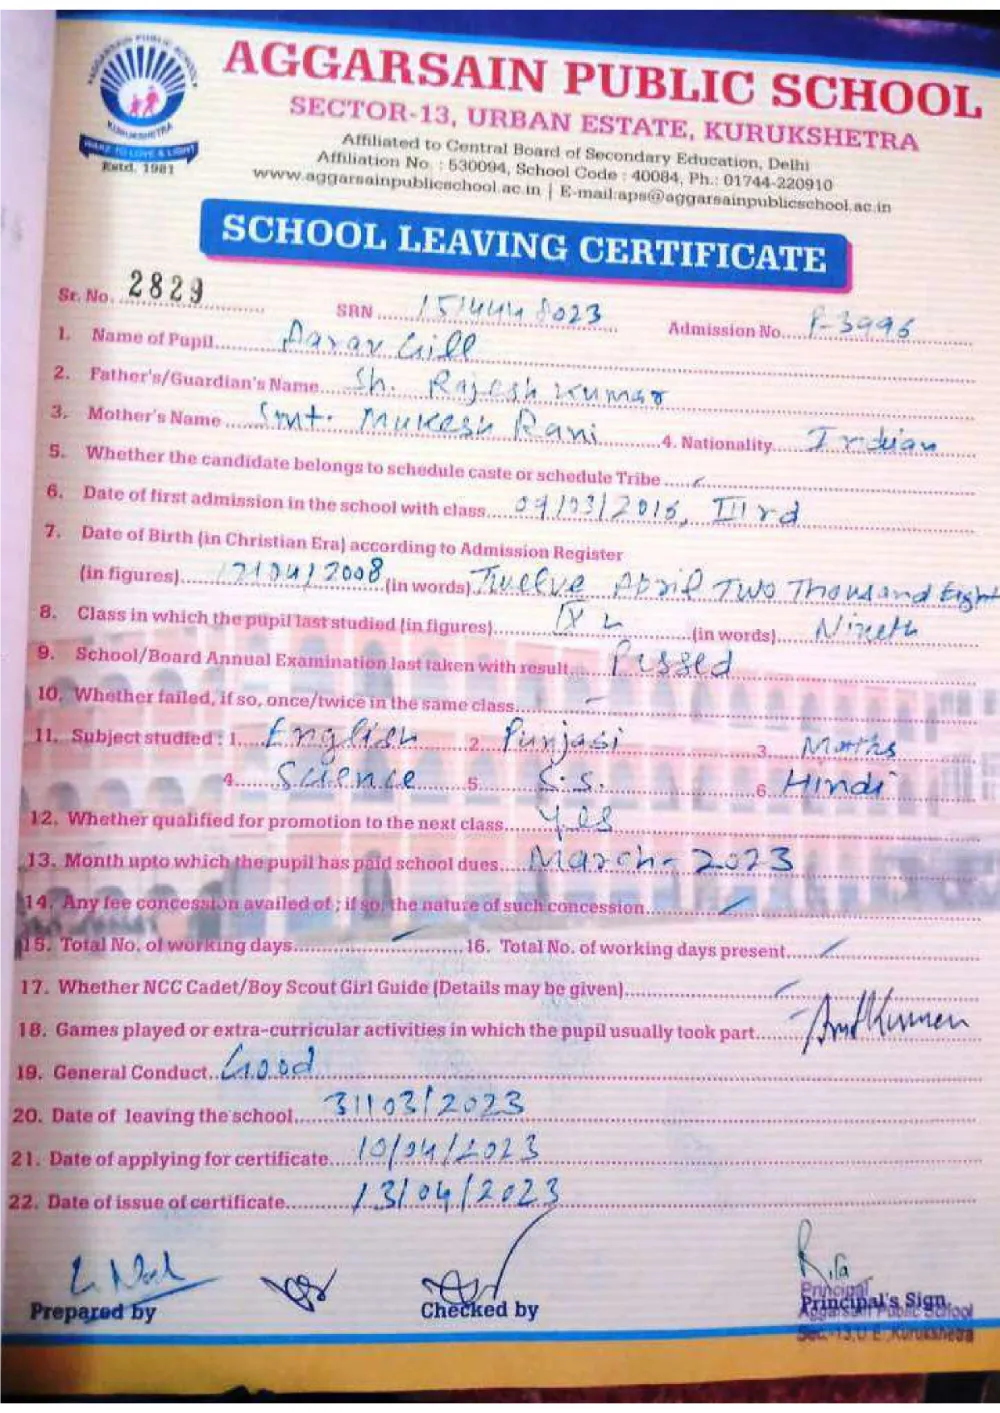 AGGARSAIN PUBLIC SCHOOL
KURUKSHETRA
Estd. 1981
AGGARSAIN PUBLIC SCHOOL
SECTOR-13, URBAN ESTATE, KURUKSHETRA
Affiliated to Central Board of Secondary Education, Delhi
Affiliation No. : 530094, School Code : 40084, Ph.: 01744-220910
www.aggarsainpublicschool.ac.in | E-mail:aps@aggarsainpublicschool.ac.in
SCHOOL LEAVING CERTIFICATE
Sr. No. 2829 SRN Admission No. P-3996
1. Name of Pupil Aarav Gill
2. Father's/Guardian's Name Sh. Rajesh Kumar
3. Mother's Name Smt. Mukesh Rani 4. Nationality Indian
5. Whether the candidate belongs to schedule caste or schedule Tribe
6. Date of first admission in the school with class IIIrd
7. Date of Birth (in Christian Era) according to Admission Register
(in figures) 12/04/2008 (in words) Twelve April Two Thousand Eight
8. Class in which the pupil last studied (in figures) IX (in words) Nineth
9. School/Board Annual Examination last taken with result Passed
10. Whether failed, if so, once/twice in the same class
11. Subject studied : 1. English 2. Punjabi 3. Maths
4. Science 5. S.S. 6. Hindi
12. Whether qualified for promotion to the next class Yes
13. Month upto which the pupil has paid school dues March-2023
14. Any fee concession availed of ; if so, the nature of such concession
15. Total No. of working days 16. Total No. of working days present
17. Whether NCC Cadet/Boy Scout Girl Guide (Details may be given)
18. Games played or extra-curricular activities in which the pupil usually took part
19. General Conduct Good
20. Date of leaving the school 31/03/2023
21. Date of applying for certificate 10/04/2023
22. Date of issue of certificate 13/04/2023
Prepared by Checked by Principal's Sign.
Principal
Aggarsain Public School
Sec.-13, U.E., Kurukshetra